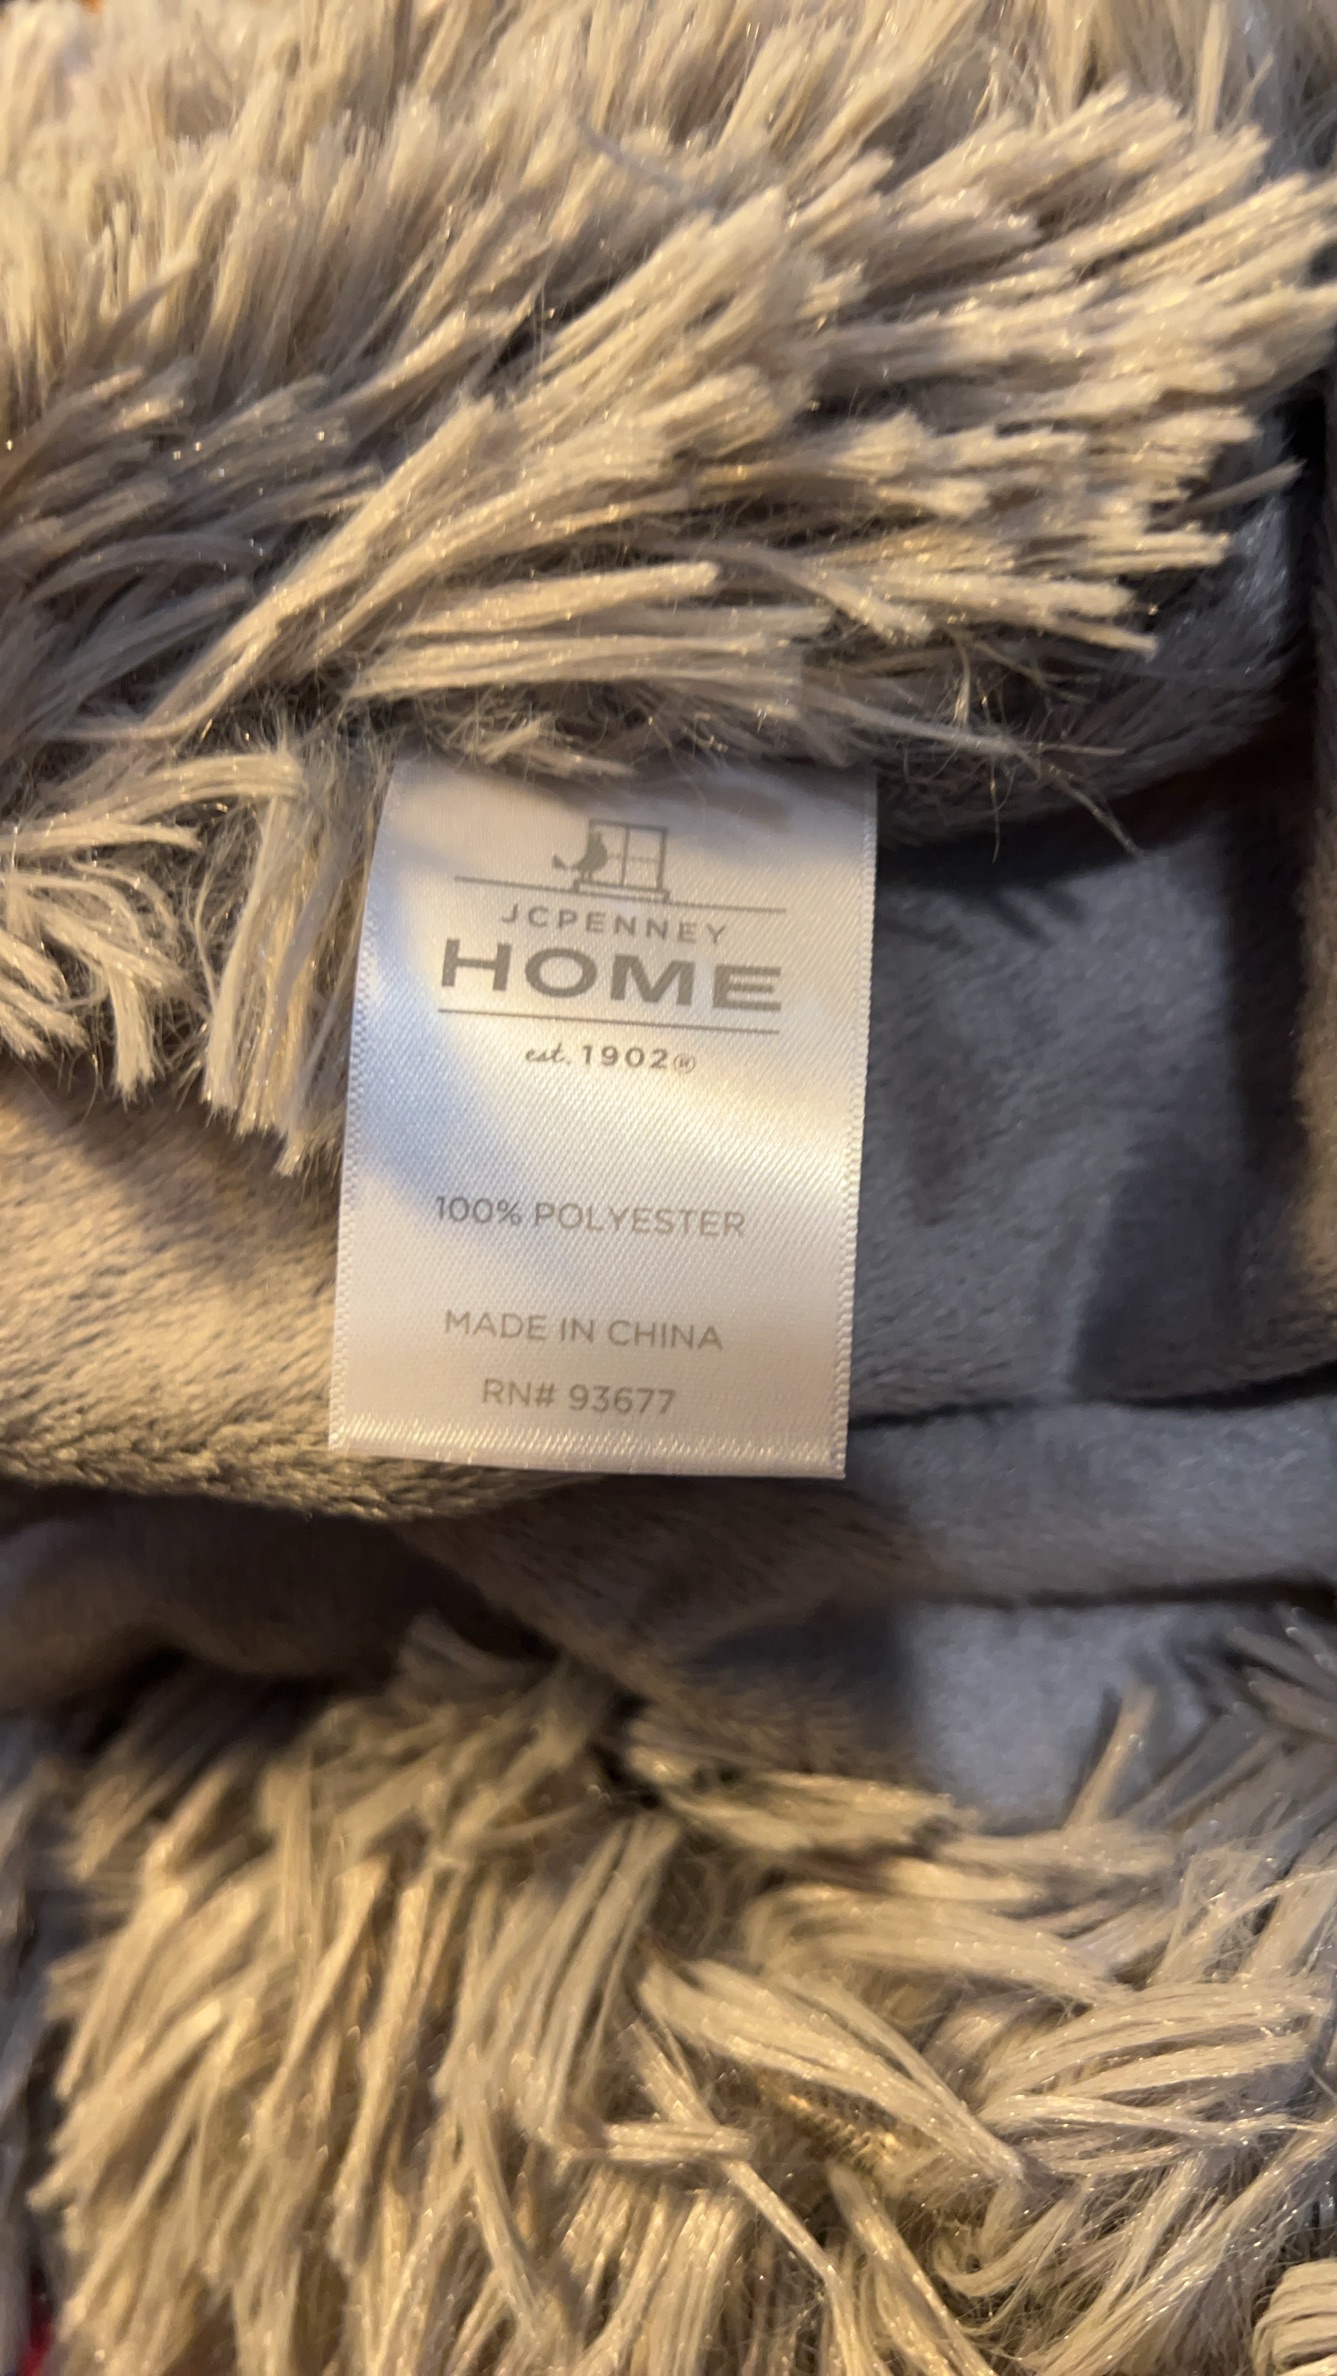 JCPENNEY
HOME
est. 1902®
100% POLYESTER
MADE IN CHINA
RN# 93677